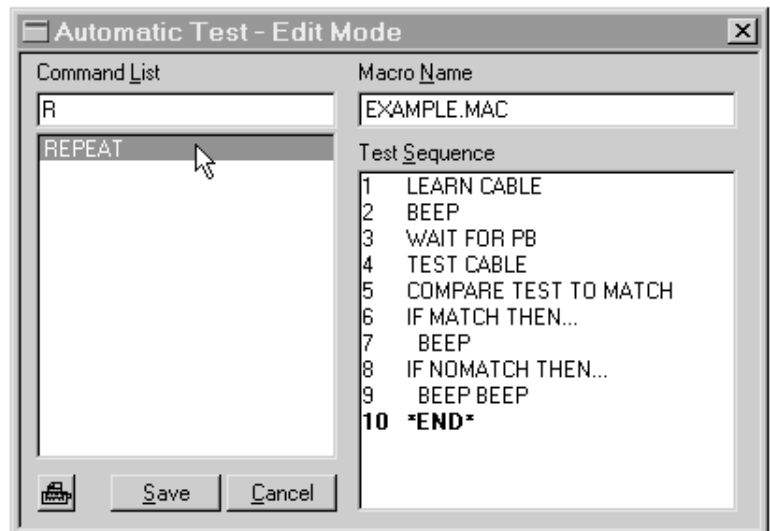 Automatic Test - Edit Mode
Command List
R
REPEAT
Macro Name
EXAMPLE.MAC
Test Sequence
1 LEARN CABLE
2 BEEP
3 WAIT FOR PB
4 TEST CABLE
5 COMPARE TEST TO MATCH
6 IF MATCH THEN...
7 BEEP
8 IF NOMATCH THEN...
9 BEEP BEEP
10 *END*
Save
Cancel